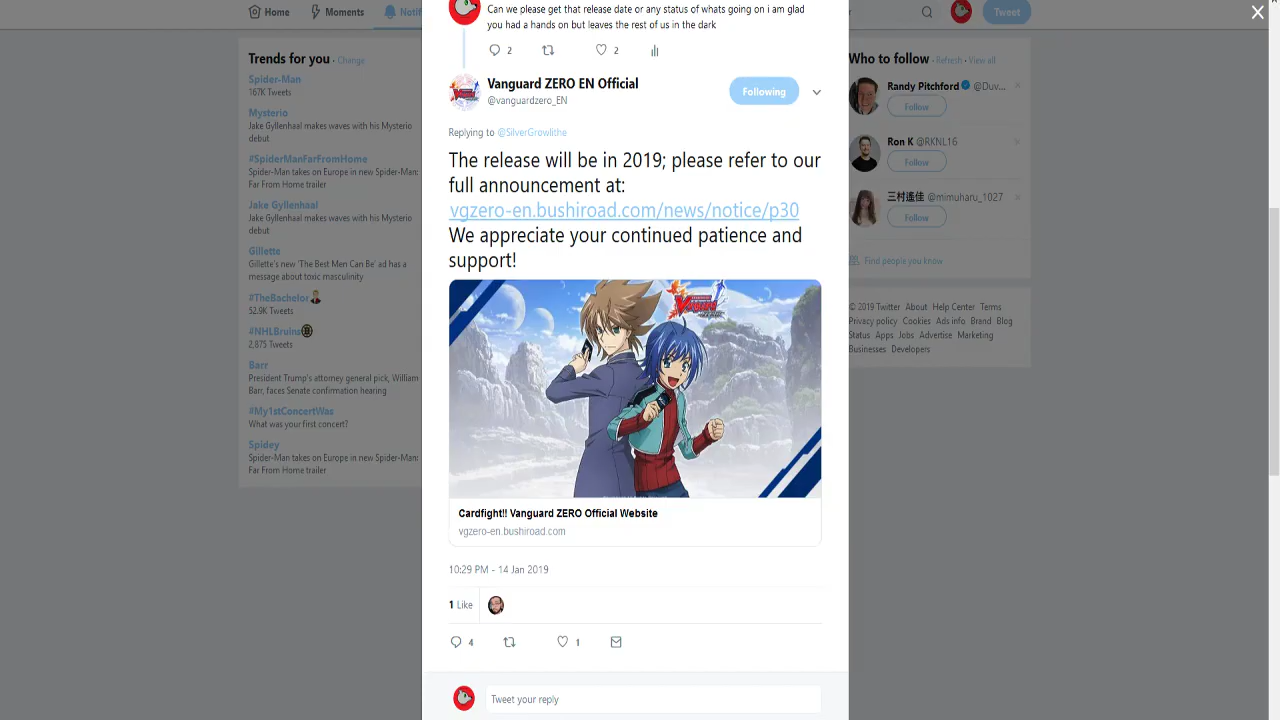 Home
Moments
Notif
Tweet
Can we please get that release date or any status of whats going on i am glad
you had a hands on but leaves the rest of us in the dark
2
2
Trends for you · Change
Spider-Man
167K Tweets
Mysterio
Jake Gyllenhaal makes waves with his Mysterio
debut
#SpiderManFarFromHome
Spider-Man takes on Europe in new Spider-Man:
Far From Home trailer
Jake Gyllenhaal
Jake Gyllenhaal makes waves with his Mysterio
debut
Gillette
Gillette's new 'The Best Men Can Be' ad has a
message about toxic masculinity
#TheBachelor
52.9K Tweets
#NHLBruins
2,875 Tweets
Barr
President Trump's attorney general pick, William
Barr, faces Senate confirmation hearing
#My1stConcertWas
What was your first concert?
Spidey
Spider-Man takes on Europe in new Spider-Man:
Far From Home trailer
Vanguard ZERO EN Official
@vanguardzero_EN
Following
Replying to @SilverGrowlithe
The release will be in 2019; please refer to our
full announcement at:
vgzero-en.bushiroad.com/news/notice/p30
We appreciate your continued patience and
support!
VANGUARD
Cardfight!! Vanguard ZERO Official Website
vgzero-en.bushiroad.com
10:29 PM - 14 Jan 2019
1 Like
4
1
Tweet your reply
Who to follow · Refresh · View all
Randy Pitchford @Duv...
Follow
Ron K @RKNL16
Follow
三村遙佳 @mimuharu_1027
Follow
Find people you know
© 2019 Twitter About Help Center Terms
Privacy policy Cookies Ads info Brand Blog
Status Apps Jobs Advertise Marketing
Businesses Developers